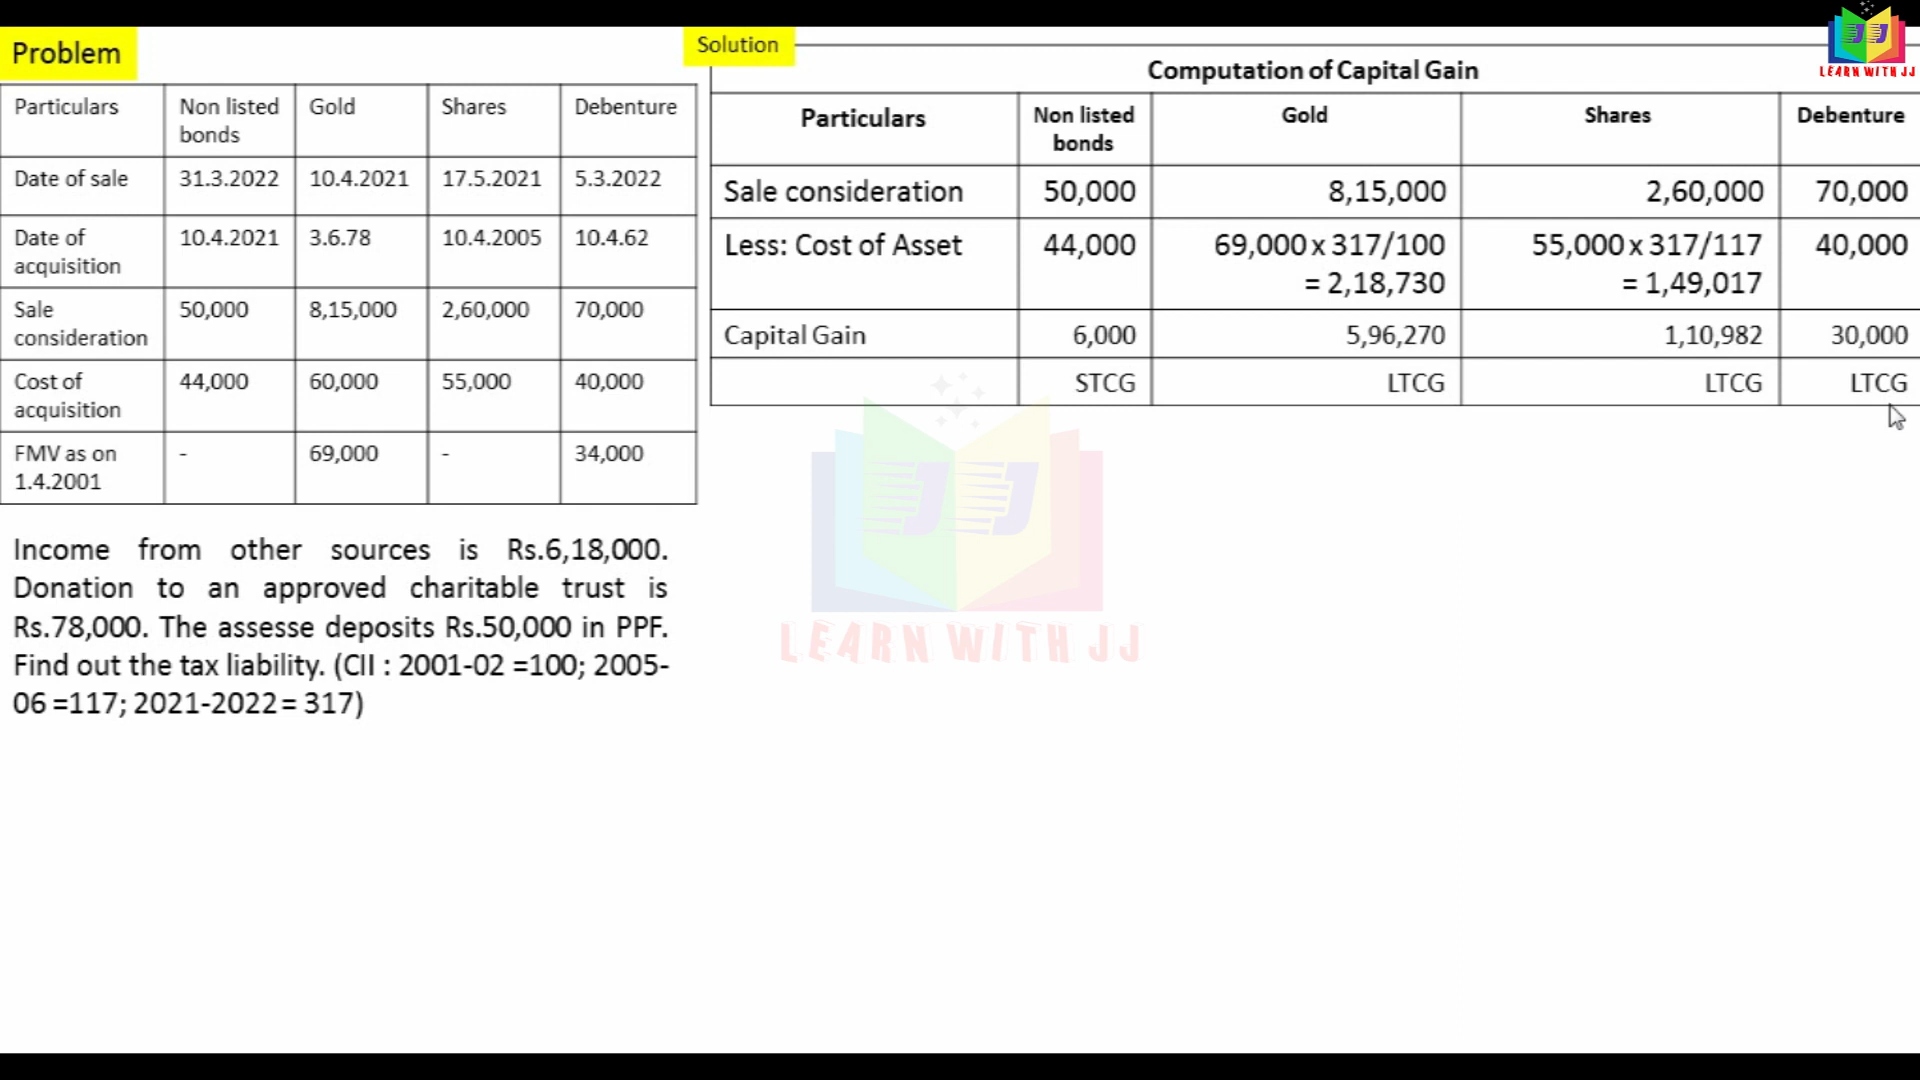 Problem
Particulars Non listed bonds Gold Shares Debenture
Date of sale 31.3.2022 10.4.2021 17.5.2021 5.3.2022
Date of acquisition 10.4.2021 3.6.78 10.4.2005 10.4.62
Sale consideration 50,000 8,15,000 2,60,000 70,000
Cost of acquisition 44,000 60,000 55,000 40,000
FMV as on 1.4.2001 - 69,000 - 34,000
Income from other sources is Rs.6,18,000.
Donation to an approved charitable trust is
Rs.78,000. The assesse deposits Rs.50,000 in PPF.
Find out the tax liability. (CII : 2001-02 =100; 2005-
06 =117; 2021-2022= 317)
Solution
Computation of Capital Gain
Particulars Non listed bonds Gold Shares Debenture
Sale consideration 50,000 8,15,000 2,60,000 70,000
Less: Cost of Asset 44,000 69,000 x 317/100 = 2,18,730 55,000 x 317/117 = 1,49,017 40,000
Capital Gain 6,000 5,96,270 1,10,982 30,000
STCG LTCG LTCG LTCG
JJ
LEARN WITH JJ
JJ
LEARN WITH JJ